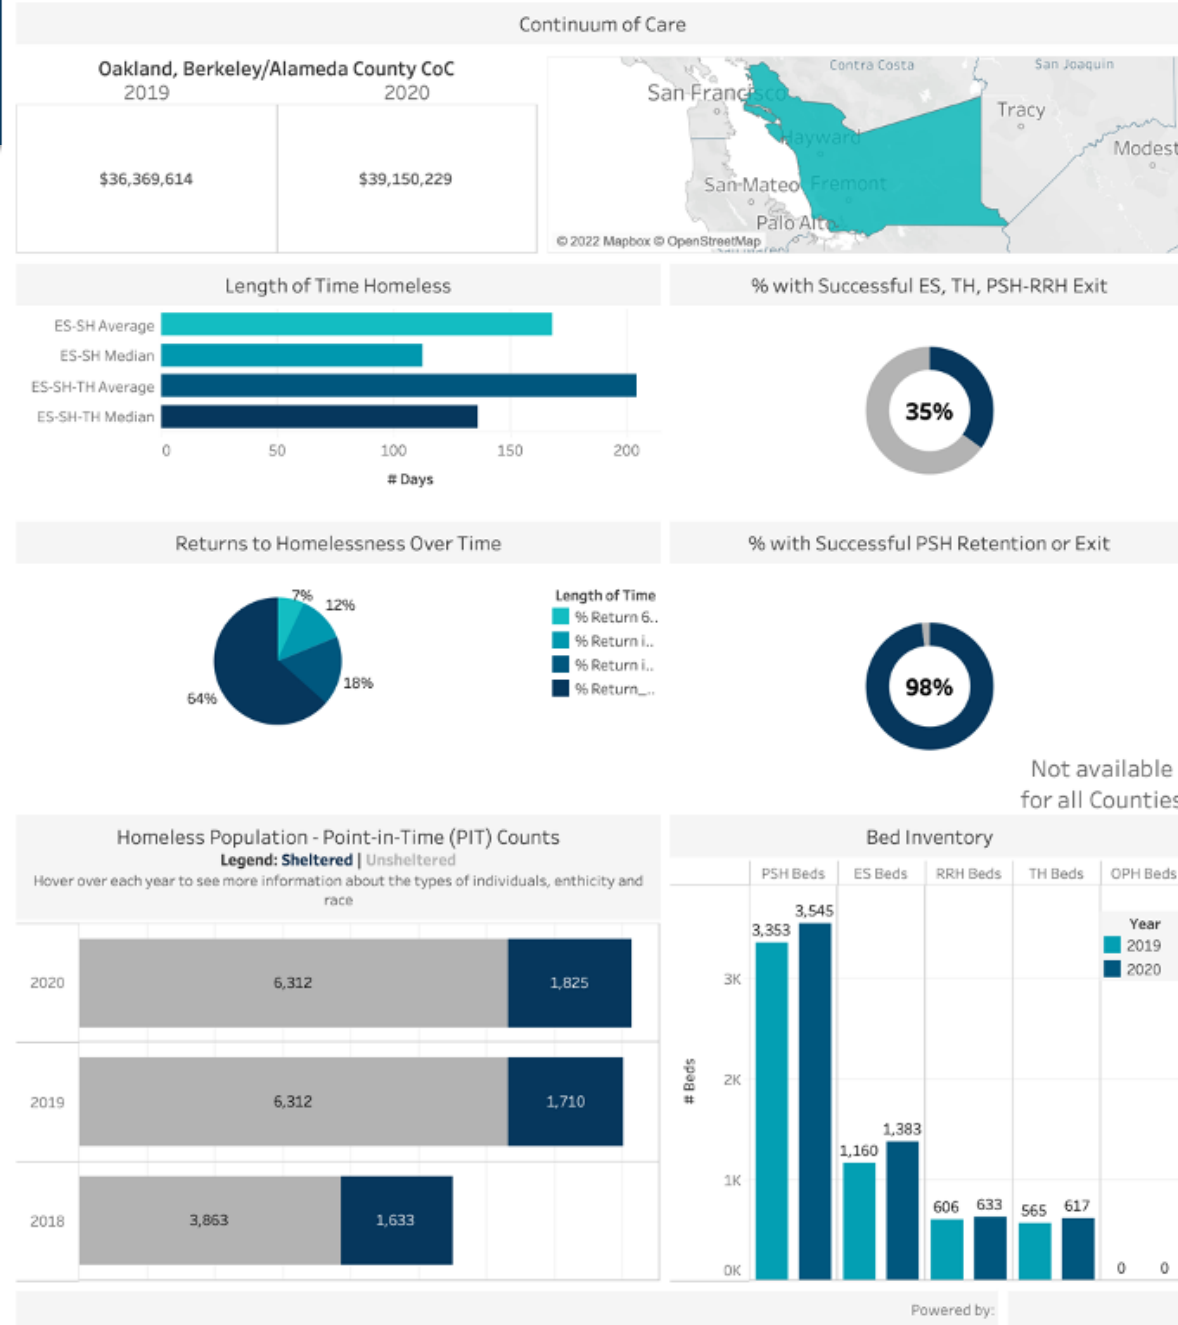 Continuum of Care
Oakland, Berkeley/Alameda County CoC
2019 2020
$36,369,614 $39,150,229
Contra Costa
San Joaquin
San Francisco
Tracy
Hayward
Modest
San Mateo
Fremont
Palo Alto
© 2022 Mapbox © OpenStreetMap
Length of Time Homeless
ES-SH Average
ES-SH Median
ES-SH-TH Average
ES-SH-TH Median
0 50 100 150 200
# Days
% with Successful ES, TH, PSH-RRH Exit
35%
Returns to Homelessness Over Time
7%
12%
18%
64%
Length of Time
% Return 6..
% Return i..
% Return i..
% Return_..
% with Successful PSH Retention or Exit
98%
Not available
for all Counties
Homeless Population - Point-in-Time (PIT) Counts
Legend: Sheltered | Unsheltered
Hover over each year to see more information about the types of individuals, enthicity and
race
2020 6,312 1,825
2019 6,312 1,710
2018 3,863 1,633
Bed Inventory
PSH Beds ES Beds RRH Beds TH Beds OPH Beds
Year
2019
2020
3,353 3,545
1,160 1,383
606 633
565 617
0 0
3K
2K
1K
0K
# Beds
Powered by: